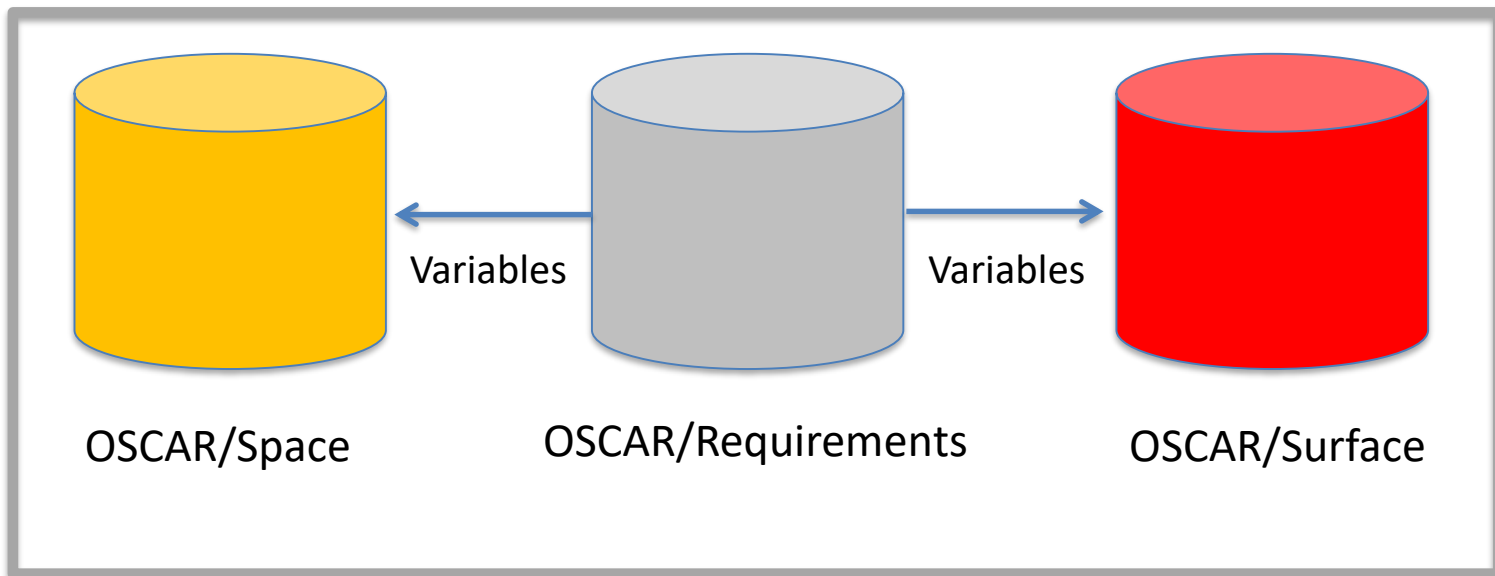 Variables
Variables
OSCAR/Space
OSCAR/Requirements
OSCAR/Surface